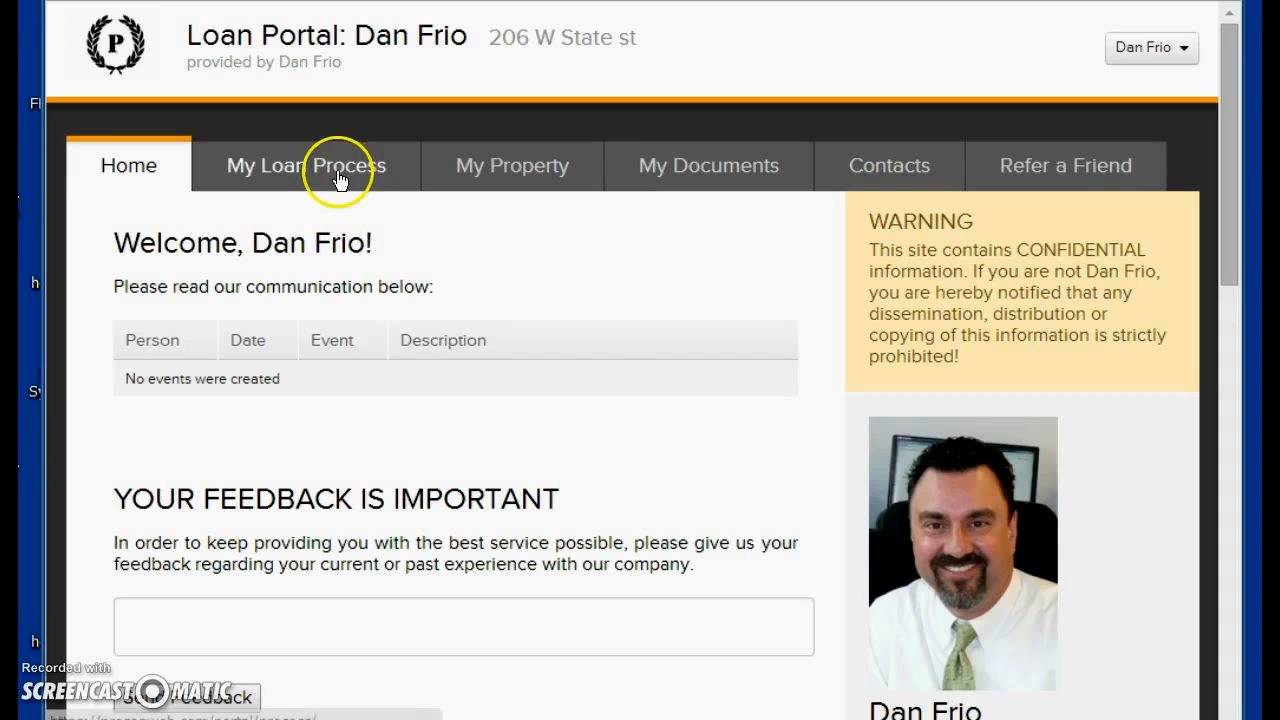 P
Loan Portal: Dan Frio 206 W State st
provided by Dan Frio
Dan Frio
Fl
Home My Loan Process My Property My Documents Contacts Refer a Friend
Welcome, Dan Frio!
Please read our communication below:
Person Date Event Description
No events were created
WARNING
This site contains CONFIDENTIAL
information. If you are not Dan Frio,
you are hereby notified that any
dissemination, distribution or
copying of this information is strictly
prohibited!
h
YOUR FEEDBACK IS IMPORTANT
In order to keep providing you with the best service possible, please give us your
feedback regarding your current or past experience with our company.
h
Send Feedback
Dan Frio
Recorded with
SCREENCAST-O-MATIC